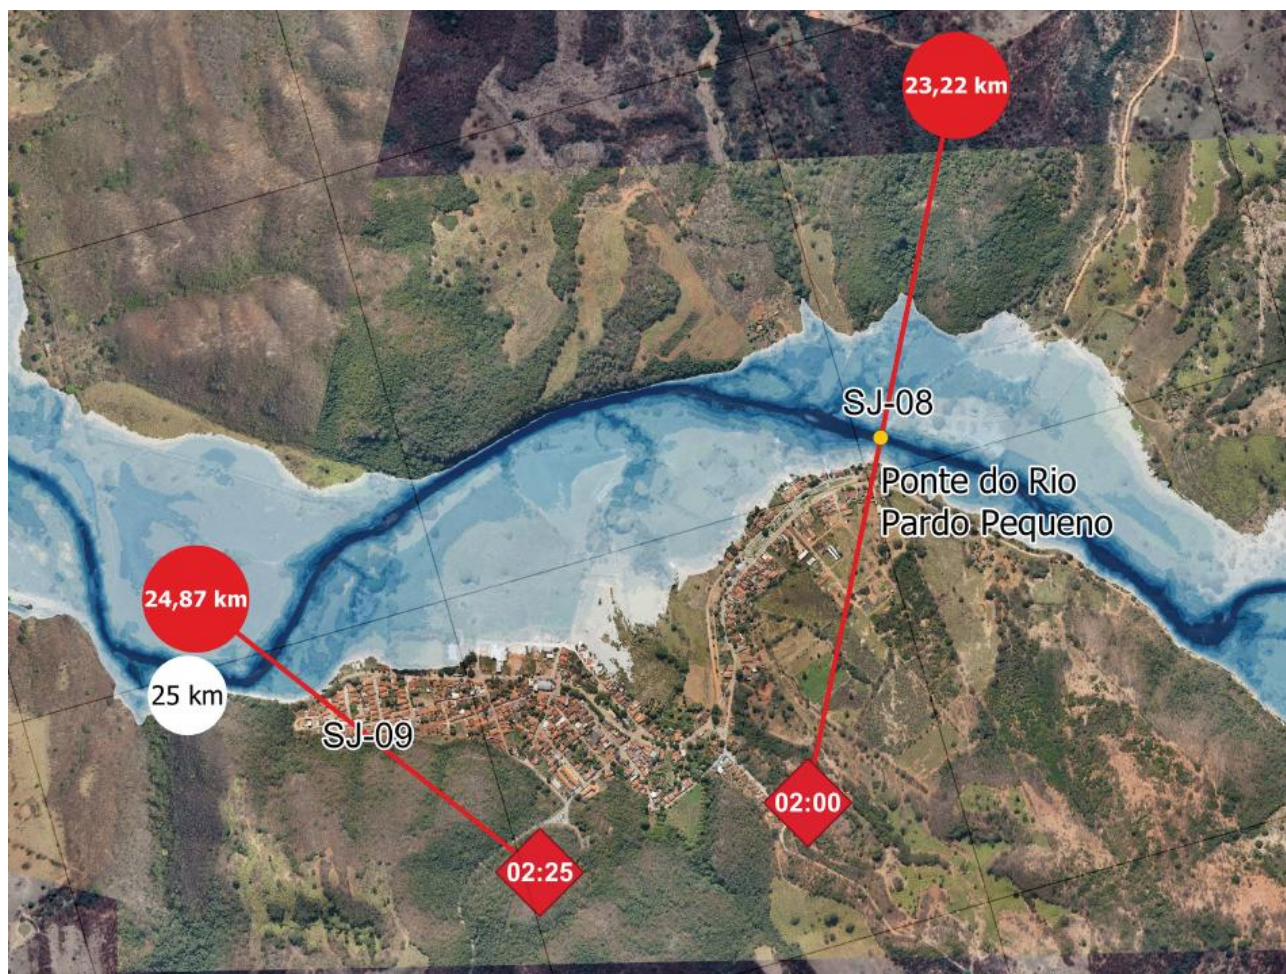 23,22 km
SJ-08
Ponte do Rio
Pardo Pequeno
24,87 km
25 km
SJ-09
02:00
02:25